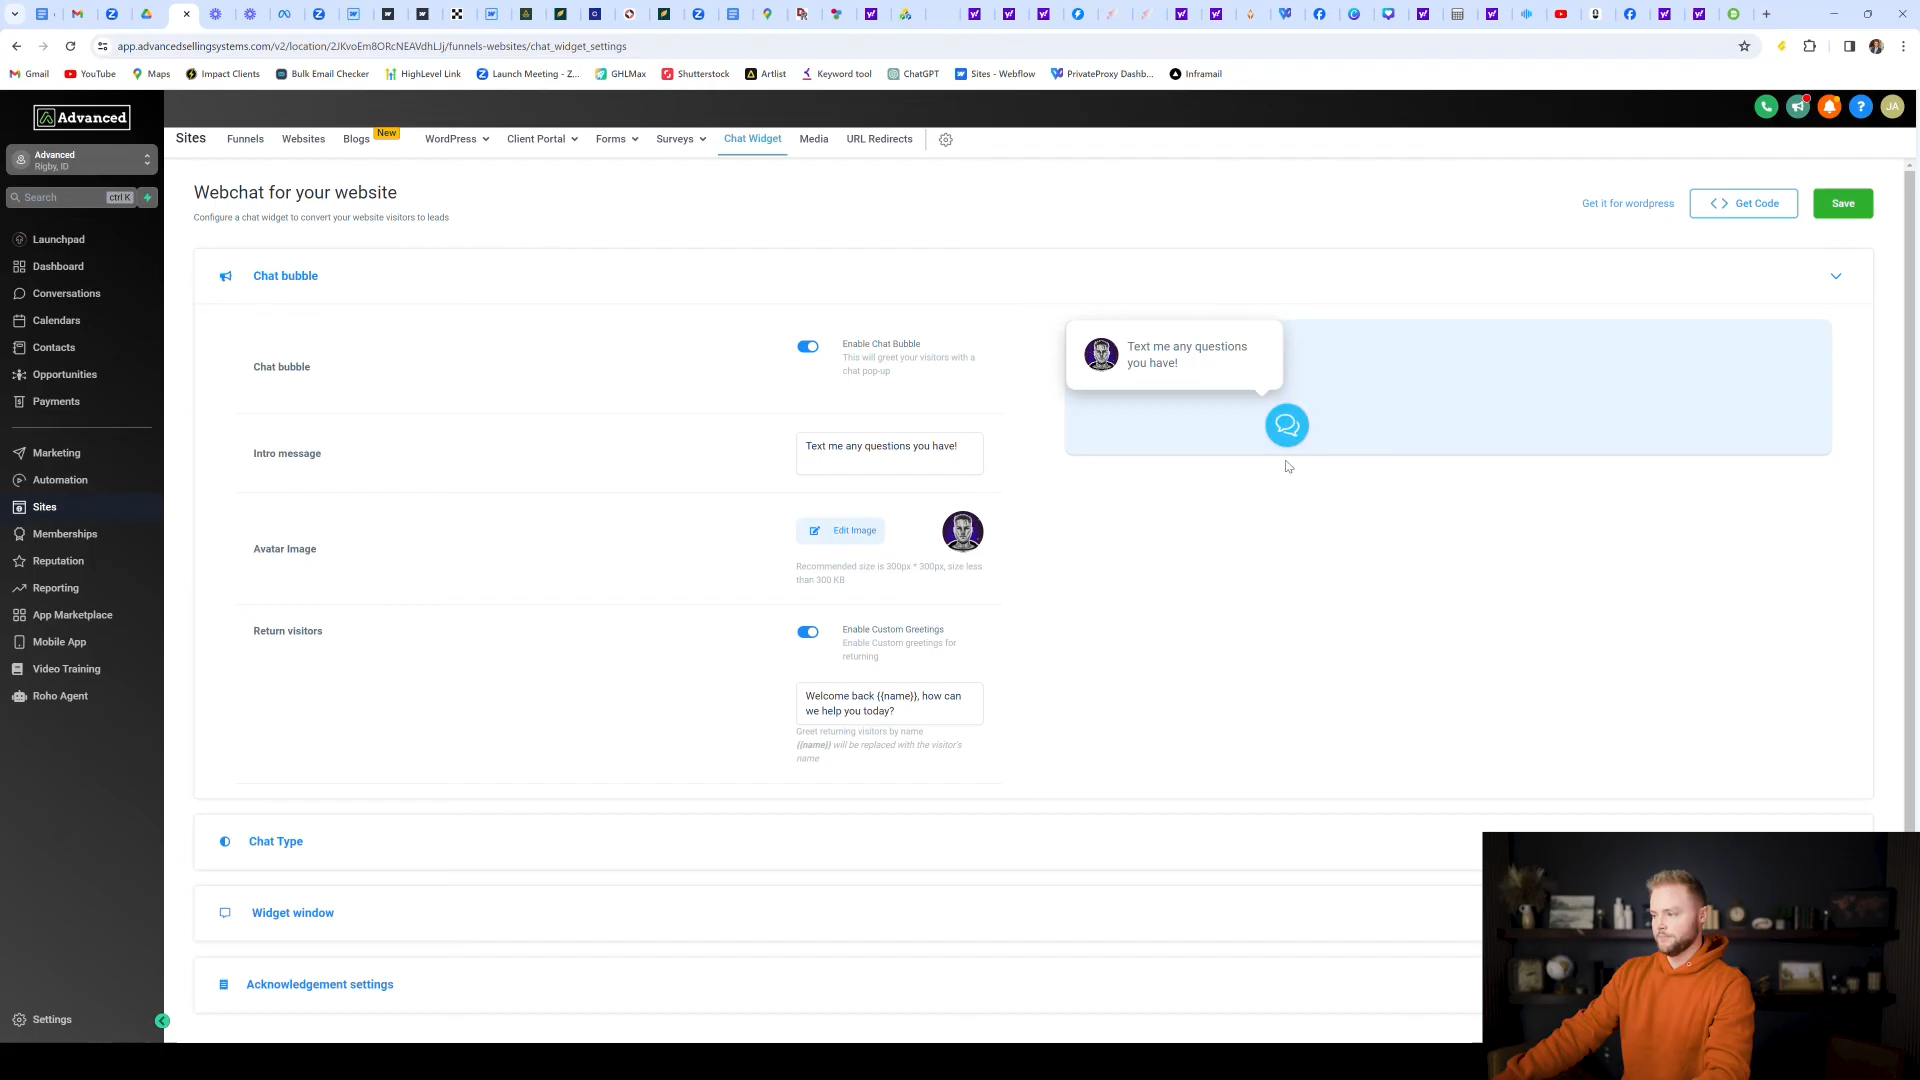 app.advancedsellingsystems.com/v2/location/2JKvoEm8ORcNEAVdhLJj/funnels-websites/chat_widget_settings
Gmail YouTube Maps Impact Clients Bulk Email Checker HighLevel Link Launch Meeting - Z... GHLMax Shutterstock Artlist Keyword tool ChatGPT Sites - Webflow PrivateProxy Dashb... Inframail
Advanced
Advanced
Rigby, ID
Search ctrl K
Launchpad
Dashboard
Conversations
Calendars
Contacts
Opportunities
Payments
Marketing
Automation
Sites
Memberships
Reputation
Reporting
App Marketplace
Mobile App
Video Training
Roho Agent
Settings
JA
Sites Funnels Websites Blogs New WordPress Client Portal Forms Surveys Chat Widget Media URL Redirects
Webchat for your website
Configure a chat widget to convert your website visitors to leads
Get it for wordpress
Get Code
Save
Chat bubble
Chat bubble
Enable Chat Bubble
This will greet your visitors with a
chat pop-up
Intro message
Text me any questions you have!
Avatar Image
Edit Image
Recommended size is 300px * 300px, size less
than 300 KB
Return visitors
Enable Custom Greetings
Enable Custom greetings for
returning
Welcome back {{name}}, how can
we help you today?
Greet returning visitors by name
{{name}} will be replaced with the visitor's
name
Text me any questions
you have!
Chat Type
Widget window
Acknowledgement settings